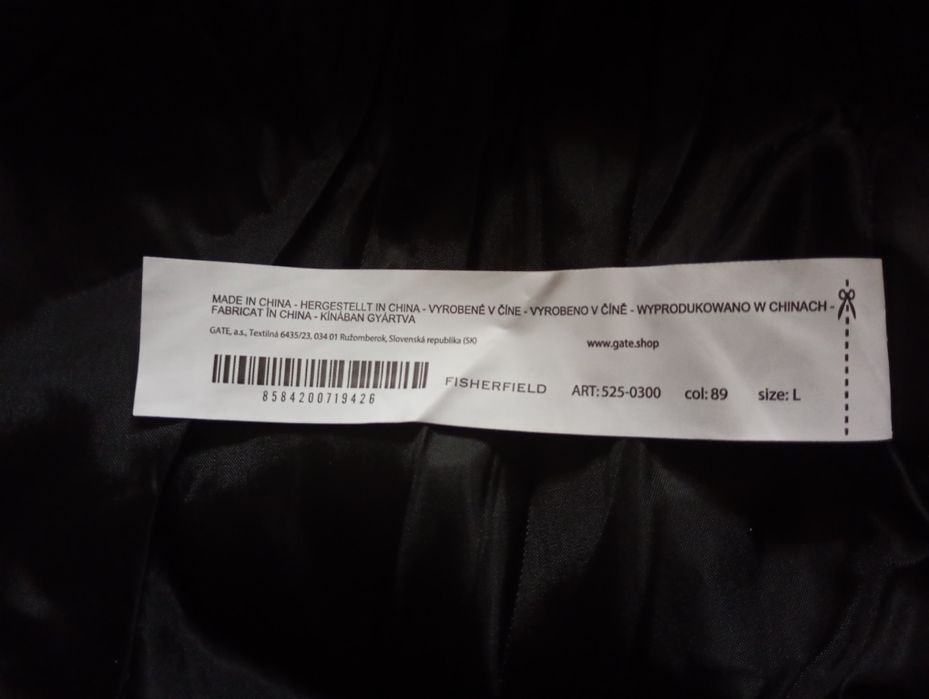 MADE IN CHINA - HERGESTELLT IN CHINA - VYROBENÉ V ČÍNE - VYROBENO V ČÍNĚ - WYPRODUKOWANO W CHINACH -
FABRICAT ÎN CHINA - KÍNÁBAN GYÁRTVA
GATE, a.s., Textilná 6435/23, 034 01 Ružomberok, Slovenská republika (SK)
www.gate.shop
8584200719426
FISHERFIELD
ART: 525-0300 col: 89 size: L